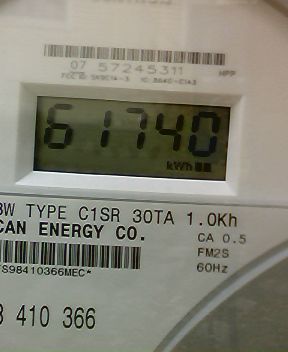 07 57245311
HPP
61740
kWh
3W TYPE C1SR 30TA 1.0Kh
CAN ENERGY CO.
CA 0.5
FM2S
60Hz
S98410366MEC*
3 410 366